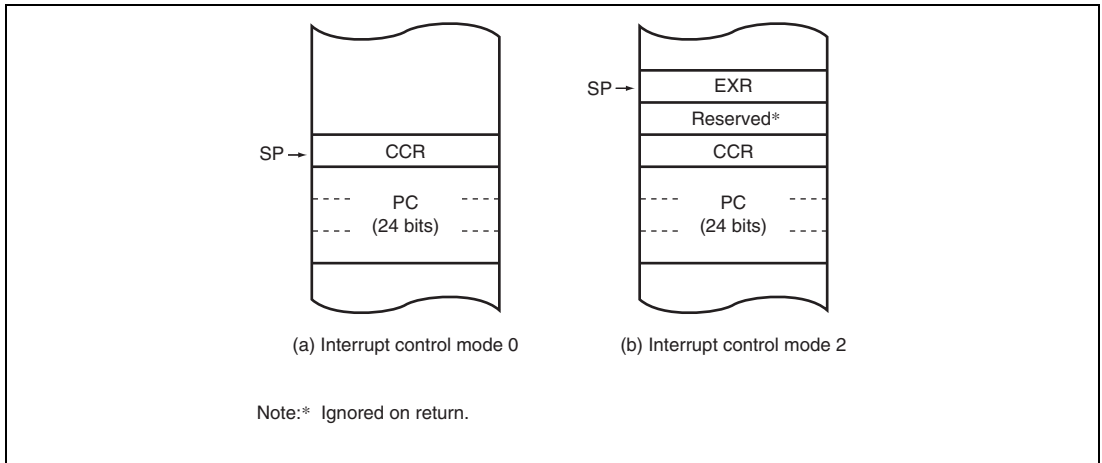 SP→
CCR
PC
(24 bits)
(a) Interrupt control mode 0
SP→
EXR
Reserved*
CCR
PC
(24 bits)
(b) Interrupt control mode 2
Note:* Ignored on return.